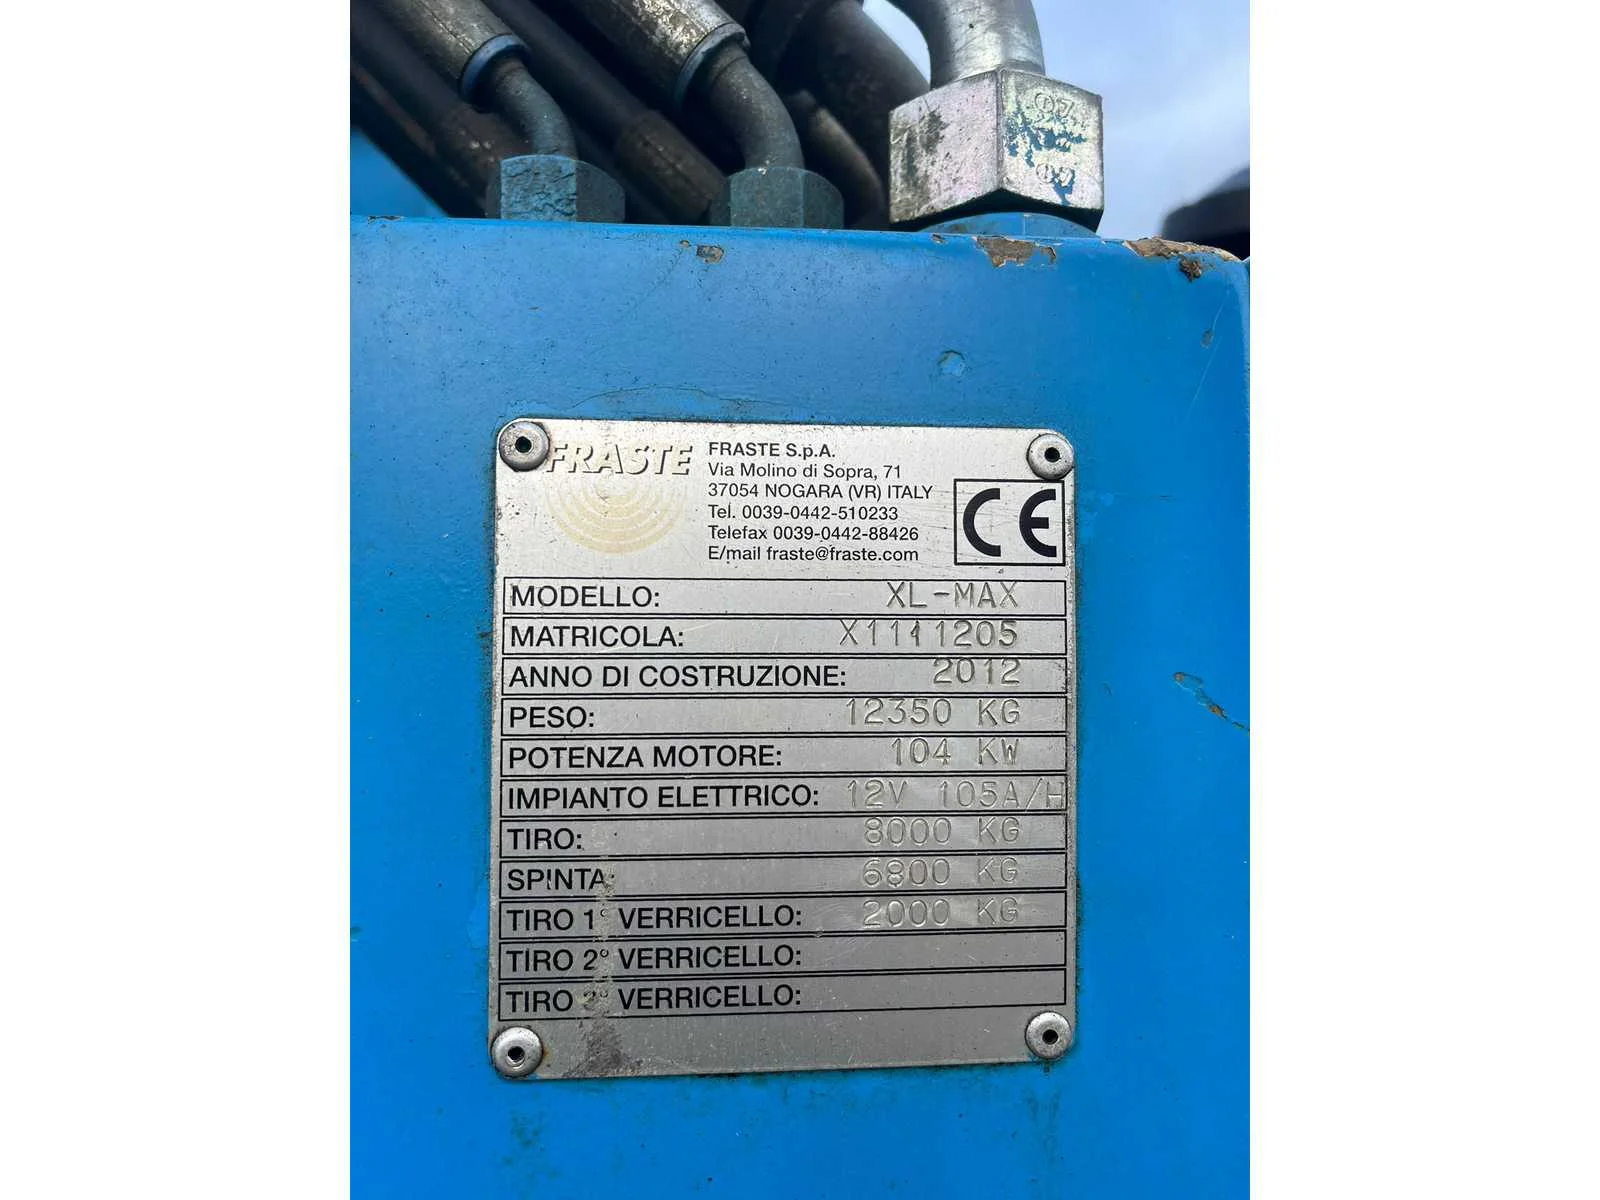 FRASTE
FRASTE S.p.A.
Via Molino di Sopra, 71
37054 NOGARA (VR) ITALY
Tel. 0039-0442-510233
Telefax 0039-0442-88426
E/mail fraste@fraste.com
CE
MODELLO: XL-MAX
MATRICOLA: X1111205
ANNO DI COSTRUZIONE: 2012
PESO: 12350 KG
POTENZA MOTORE: 104 KW
IMPIANTO ELETTRICO: 12V 105A/H
TIRO: 8000 KG
SPINTA: 6800 KG
TIRO 1° VERRICELLO: 2000 KG
TIRO 2° VERRICELLO:
TIRO 3° VERRICELLO: